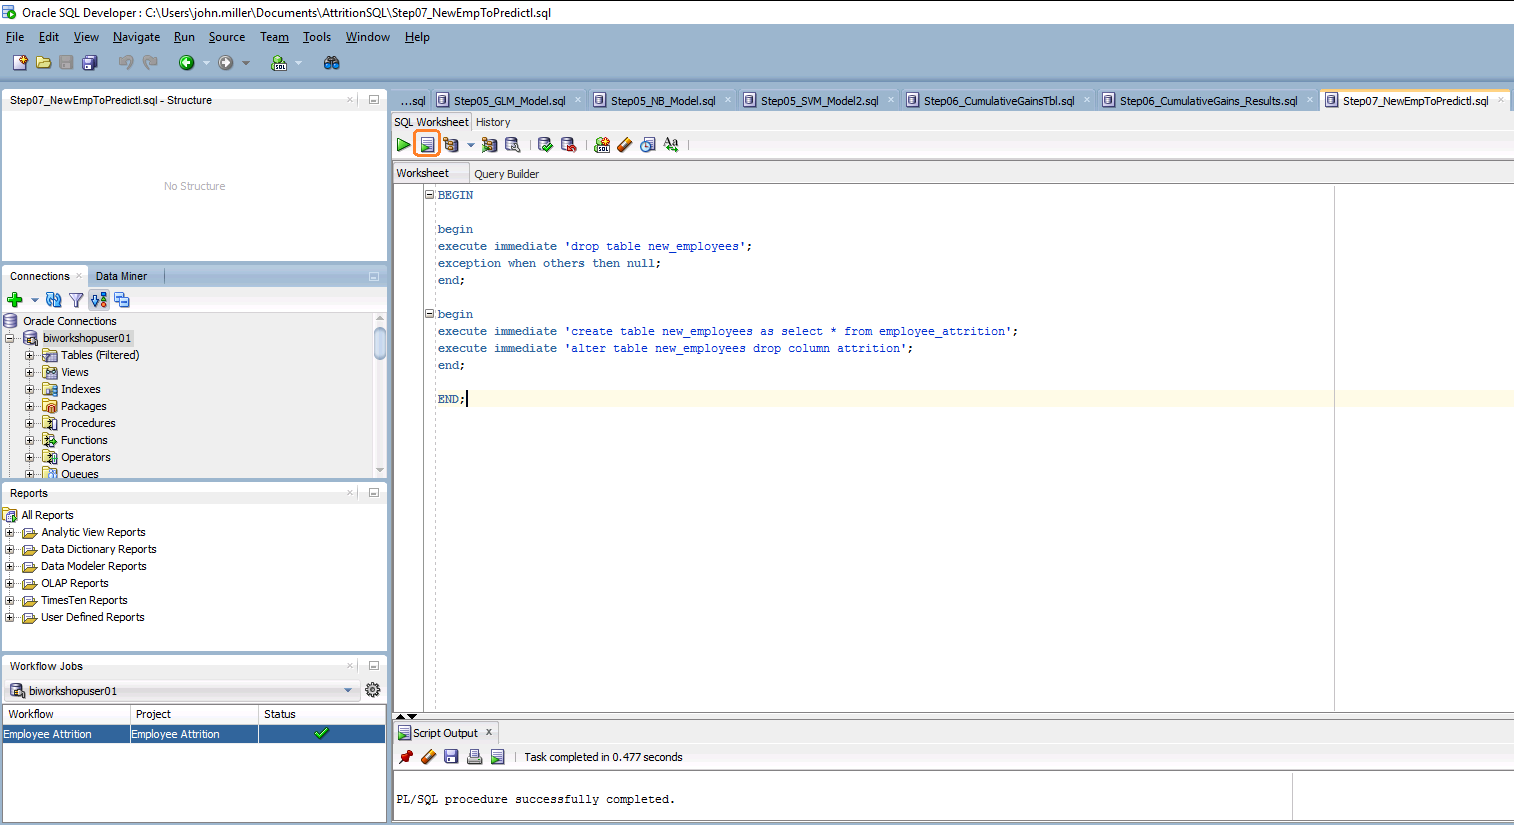 Oracle SQL Developer : C:\Users\john.miller\Documents\AttritionSQL\Step07_NewEmpToPredictl.sql
File Edit View Navigate Run Source Team Tools Window Help
Step07_NewEmpToPredictl.sql - Structure
No Structure
Connections
Data Miner
Oracle Connections
biworkshopuser01
Tables (Filtered)
Views
Indexes
Packages
Procedures
Functions
Operators
Queues
Reports
All Reports
Analytic View Reports
Data Dictionary Reports
Data Modeler Reports
OLAP Reports
TimesTen Reports
User Defined Reports
Workflow Jobs
biworkshopuser01
Workflow Project Status
Employee Attrition Employee Attrition
...sql Step05_GLM_Model.sql Step05_NB_Model.sql Step05_SVM_Model2.sql Step06_CumulativeGainsTbl.sql Step06_CumulativeGains_Results.sql Step07_NewEmpToPredictl.sql
SQL Worksheet History
SQL Aa
Worksheet Query Builder
BEGIN
begin
execute immediate 'drop table new_employees';
exception when others then null;
end;
begin
execute immediate 'create table new_employees as select * from employee_attrition';
execute immediate 'alter table new_employees drop column attrition';
end;
END;
Script Output
Task completed in 0.477 seconds
PL/SQL procedure successfully completed.